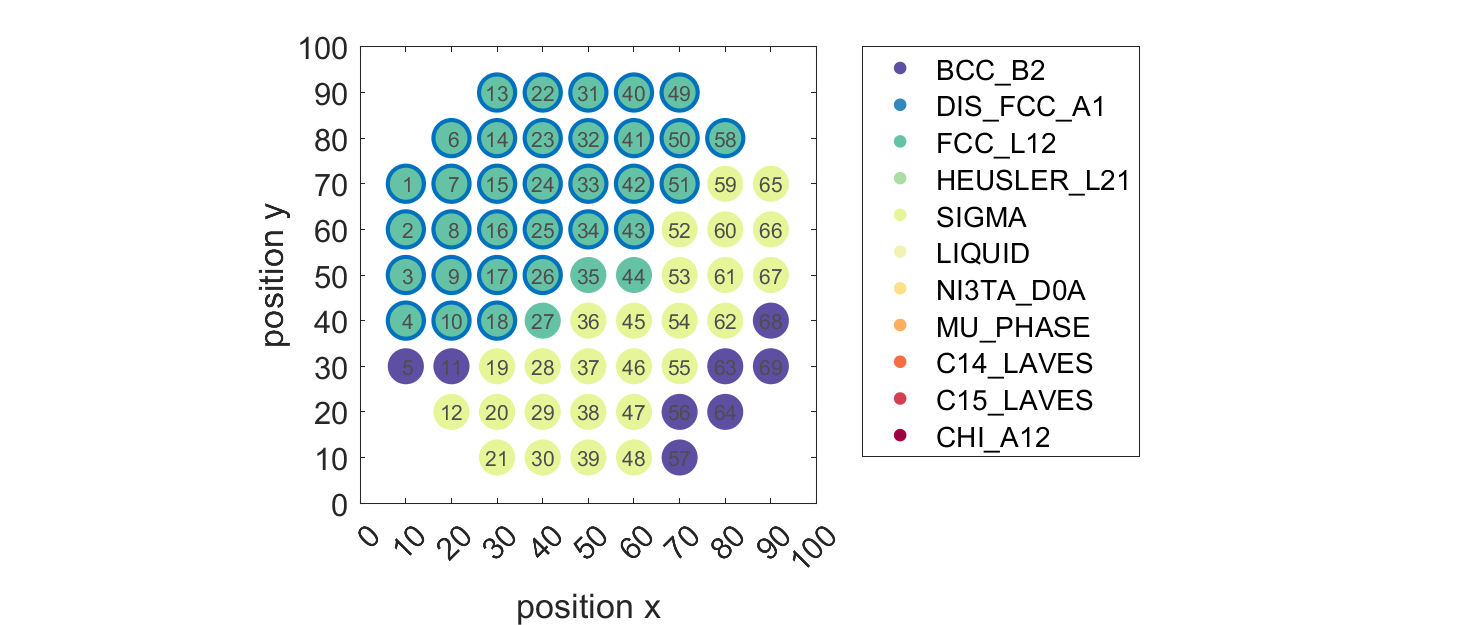 100
90
80
70
60
50
40
30
20
10
0
position y
13 22 31 40 49
6 14 23 32 41 50 58
1 7 15 24 33 42 51 59 65
2 8 16 25 34 43 52 60 66
3 9 17 26 35 44 53 61 67
4 10 18 27 36 45 54 62 68
5 11 19 28 37 46 55 63 69
12 20 29 38 47 56 64
21 30 39 48 57
0 10 20 30 40 50 60 70 80 90 100
position x
BCC_B2
DIS_FCC_A1
FCC_L12
HEUSLER_L21
SIGMA
LIQUID
NI3TA_D0A
MU_PHASE
C14_LAVES
C15_LAVES
CHI_A12